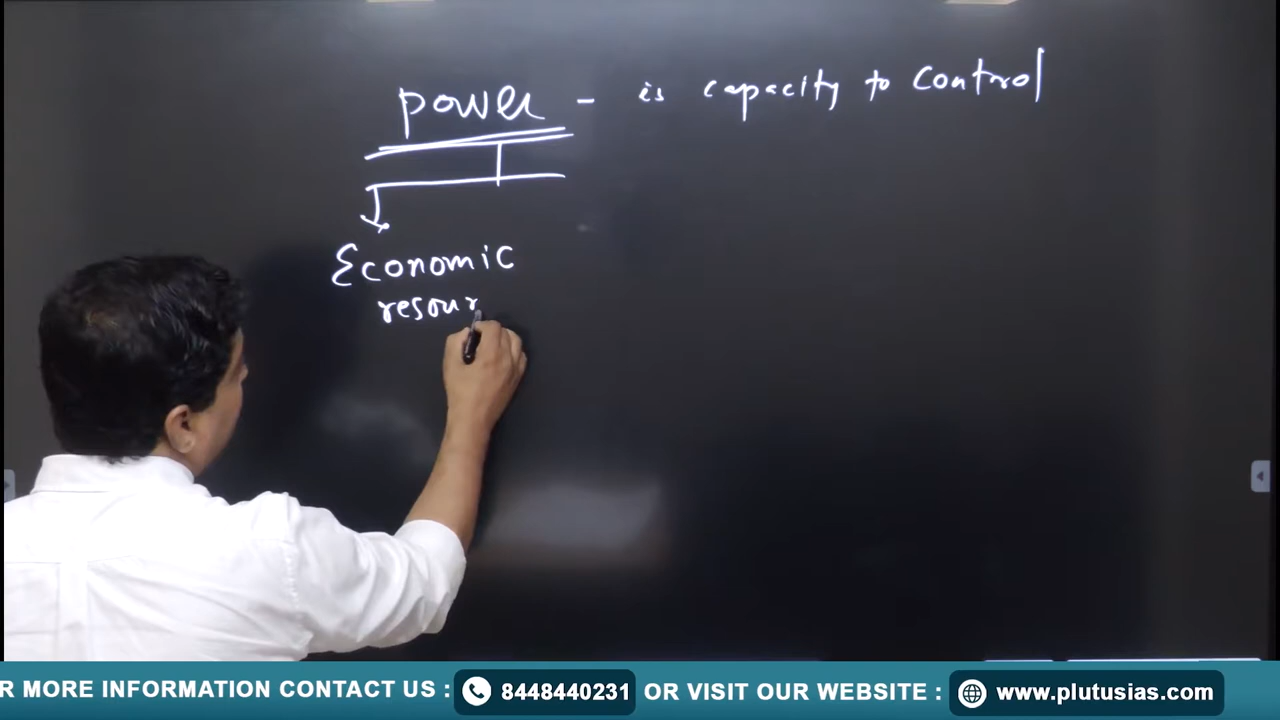 power - is capacity to control
Economic
resour
R MORE INFORMATION CONTACT US : 8448440231 OR VISIT OUR WEBSITE : www.plutusias.com